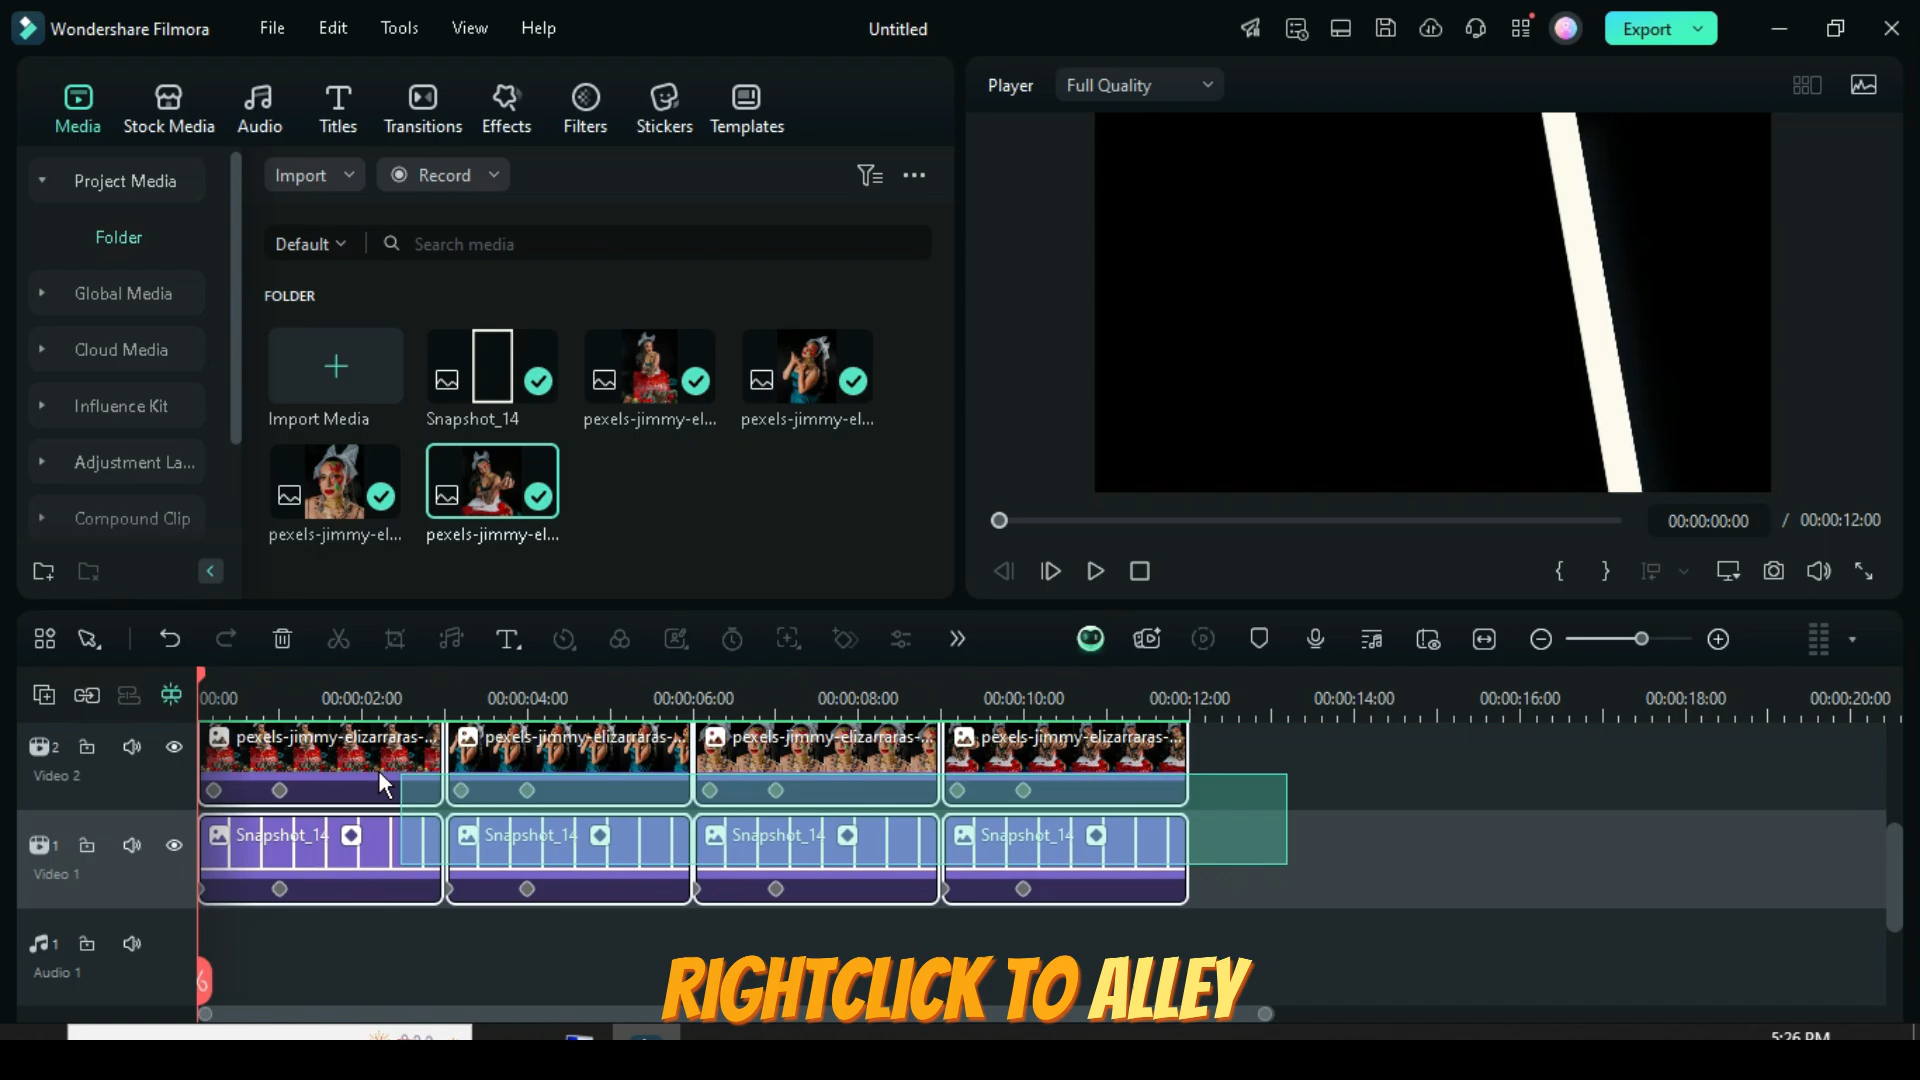 Wondershare Filmora
File
Edit
Tools
View
Help
Untitled
Export
Media
Stock Media
Audio
Titles
Transitions
Effects
Filters
Stickers
Templates
Player
Full Quality
Project Media
Folder
Global Media
Cloud Media
Influence Kit
Adjustment La...
Compound Clip
Import
Record
Default
Search media
FOLDER
Import Media
Snapshot_14
pexels-jimmy-el...
pexels-jimmy-el...
pexels-jimmy-el...
pexels-jimmy-el...
00:00:00:00 / 00:00:12:00
00:00
00:00:02:00
00:00:04:00
00:00:06:00
00:00:08:00
00:00:10:00
00:00:12:00
00:00:14:00
00:00:16:00
00:00:18:00
00:00:20:00
2
Video 2
pexels-jimmy-elizarraras-...
pexels-jimmy-elizarraras-...
pexels-jimmy-elizarraras-...
pexels-jimmy-elizarraras-...
1
Video 1
Snapshot_14
Snapshot_14
Snapshot_14
Snapshot_14
1
Audio 1
RIGHTCLICK TO ALLEY
5:26 PM